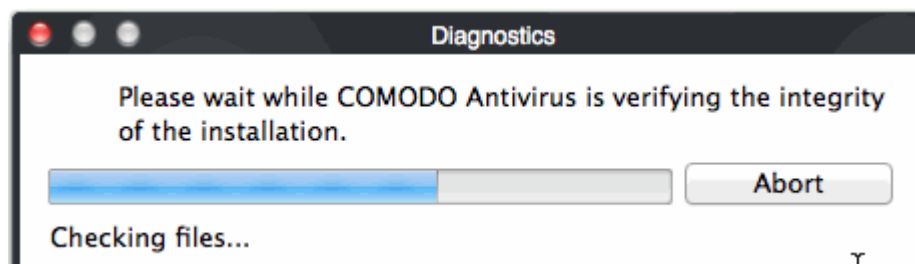 Diagnostics
Please wait while COMODO Antivirus is verifying the integrity
of the installation.
Abort
Checking files...